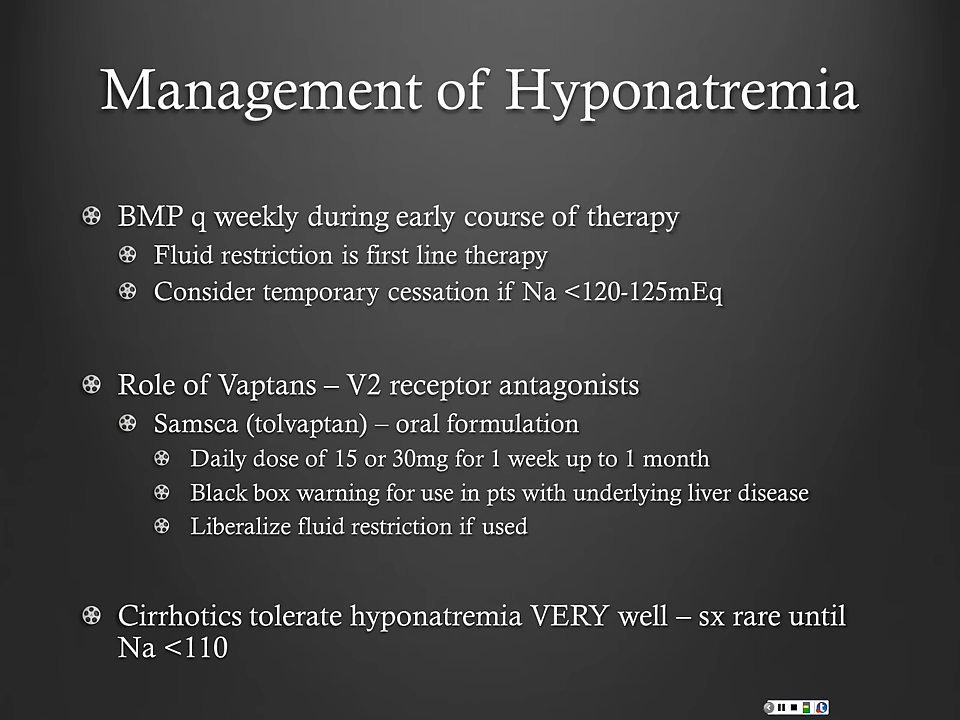 Management of Hyponatremia
BMP q weekly during early course of therapy
Fluid restriction is first line therapy
Consider temporary cessation if Na <120-125mEq
Role of Vaptans – V2 receptor antagonists
Samsca (tolvaptan) – oral formulation
Daily dose of 15 or 30mg for 1 week up to 1 month
Black box warning for use in pts with underlying liver disease
Liberalize fluid restriction if used
Cirrhotics tolerate hyponatremia VERY well – sx rare until
Na <110